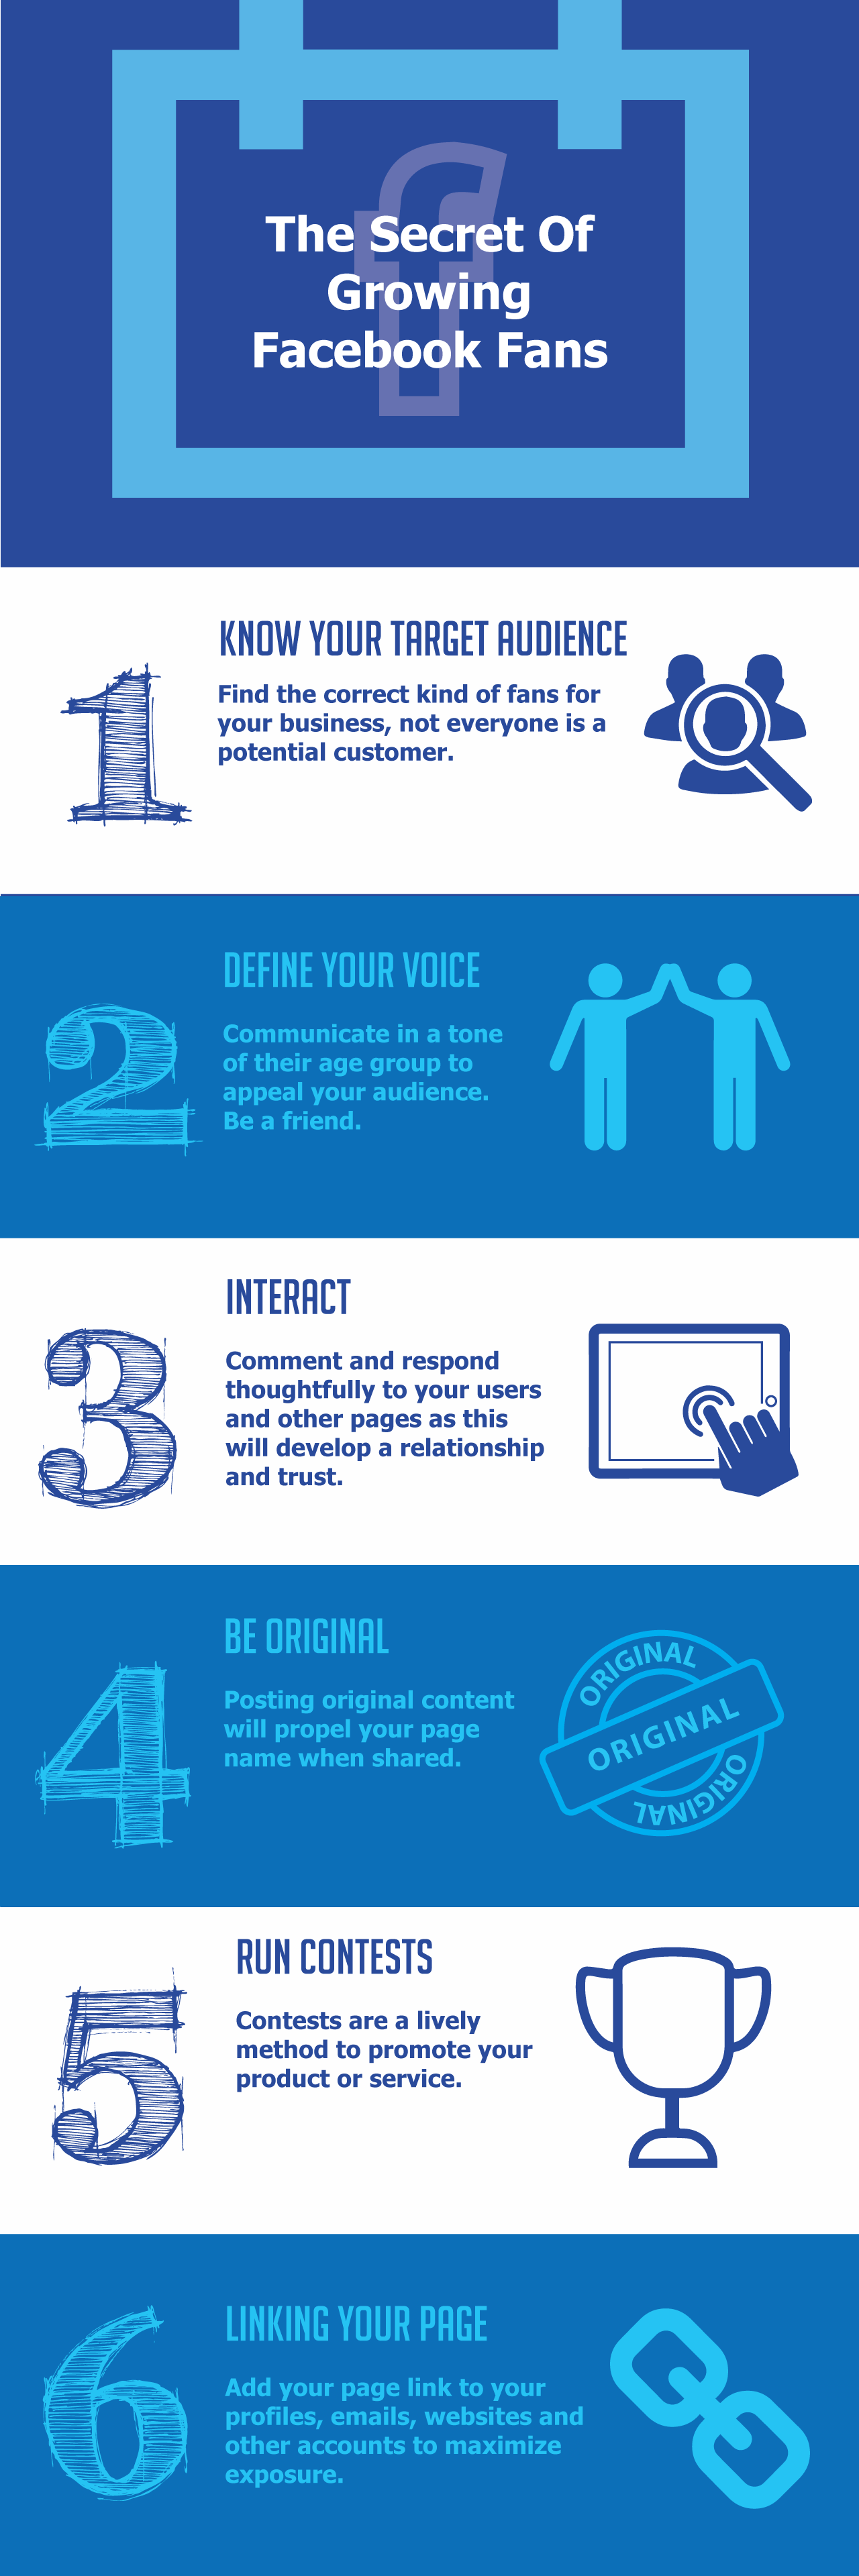 f
The Secret Of
Growing
Facebook Fans
1
KNOW YOUR TARGET AUDIENCE
Find the correct kind of fans for
your business, not everyone is a
potential customer.
2
DEFINE YOUR VOICE
Communicate in a tone
of their age group to
appeal your audience.
Be a friend.
3
INTERACT
Comment and respond
thoughtfully to your users
and other pages as this
will develop a relationship
and trust.
4
BE ORIGINAL
Posting original content
will propel your page
name when shared.
ORIGINAL
ORIGINAL
ORIGINAL
5
RUN CONTESTS
Contests are a lively
method to promote your
product or service.
6
LINKING YOUR PAGE
Add your page link to your
profiles, emails, websites and
other accounts to maximize
exposure.